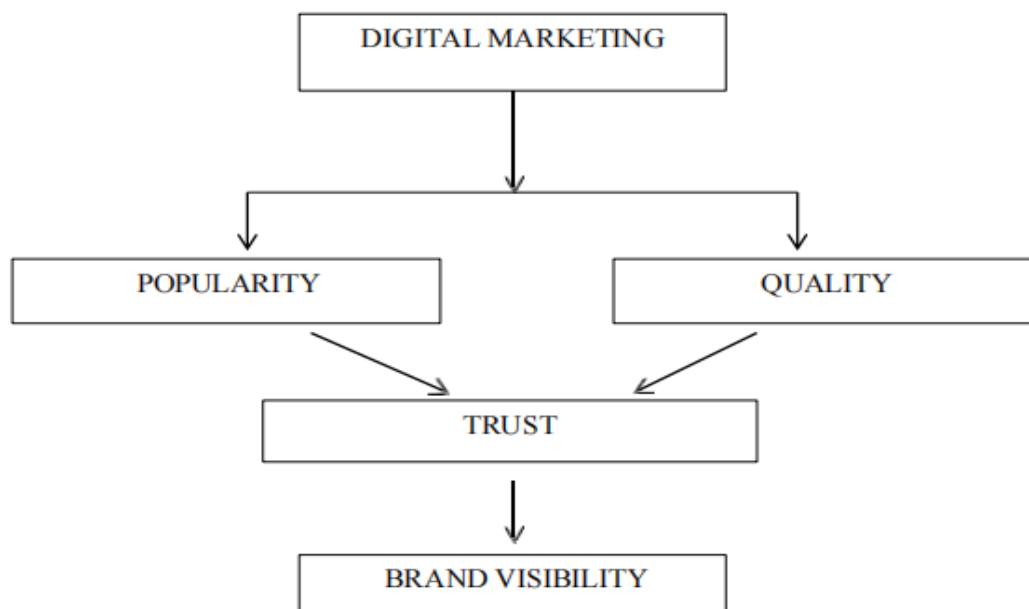 DIGITAL MARKETING
POPULARITY
QUALITY
TRUST
BRAND VISIBILITY